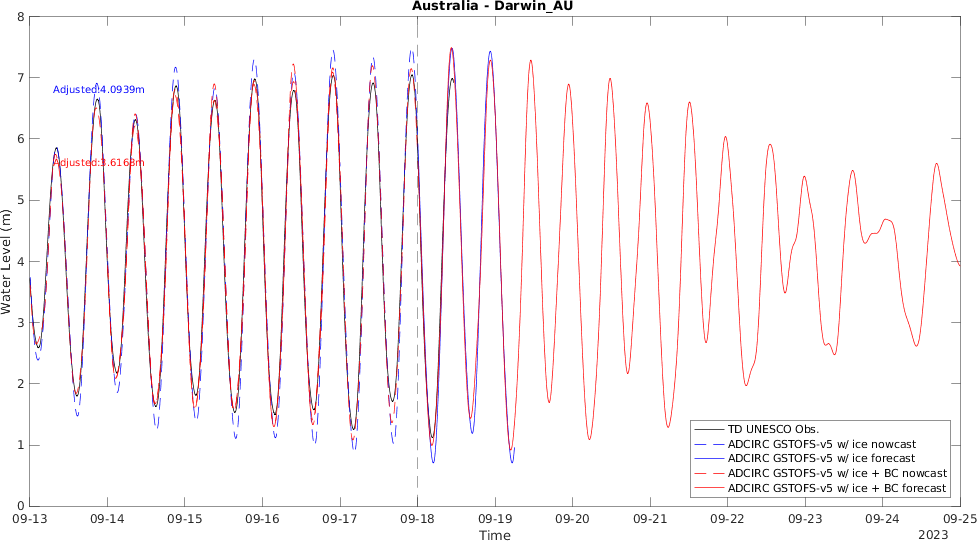 Australia - Darwin_AU
8
7
6
5
4
3
2
1
0
Water Level (m)
Adjusted:4.0939m
Adjusted:3.6168m
TD UNESCO Obs.
ADCIRC GSTOFS-v5 w/ ice nowcast
ADCIRC GSTOFS-v5 w/ ice forecast
ADCIRC GSTOFS-v5 w/ ice + BC nowcast
ADCIRC GSTOFS-v5 w/ ice + BC forecast
09-13 09-14 09-15 09-16 09-17 09-18 09-19 09-20 09-21 09-22 09-23 09-24 09-25
Time
2023